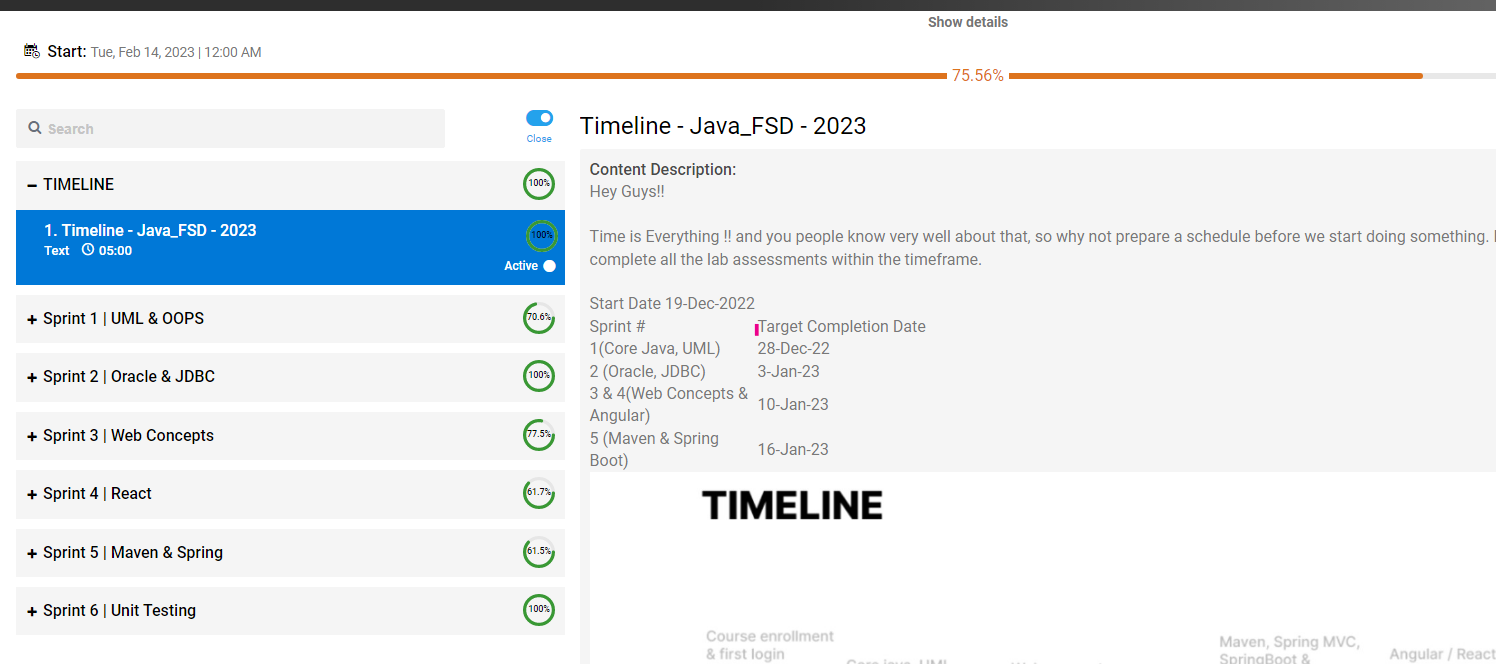 Show details
Start: Tue, Feb 14, 2023 | 12:00 AM
75.56%
Search
Close
TIMELINE
100%
1. Timeline - Java_FSD - 2023
100%
Text 05:00
Active
Sprint 1 | UML & OOPS
70.6%
Sprint 2 | Oracle & JDBC
100%
Sprint 3 | Web Concepts
77.5%
Sprint 4 | React
61.7%
Sprint 5 | Maven & Spring
61.5%
Sprint 6 | Unit Testing
100%
Timeline - Java_FSD - 2023
Content Description:
Hey Guys!!
Time is Everything !! and you people know very well about that, so why not prepare a schedule before we start doing something.
complete all the lab assessments within the timeframe.
Start Date 19-Dec-2022
Sprint # Target Completion Date
1(Core Java, UML) 28-Dec-22
2 (Oracle, JDBC) 3-Jan-23
3 & 4(Web Concepts &
Angular) 10-Jan-23
5 (Maven & Spring
Boot) 16-Jan-23
TIMELINE
Course enrollment
& first login
Core java, UML
Maven, Spring MVC,
SpringBoot &
Angular / React